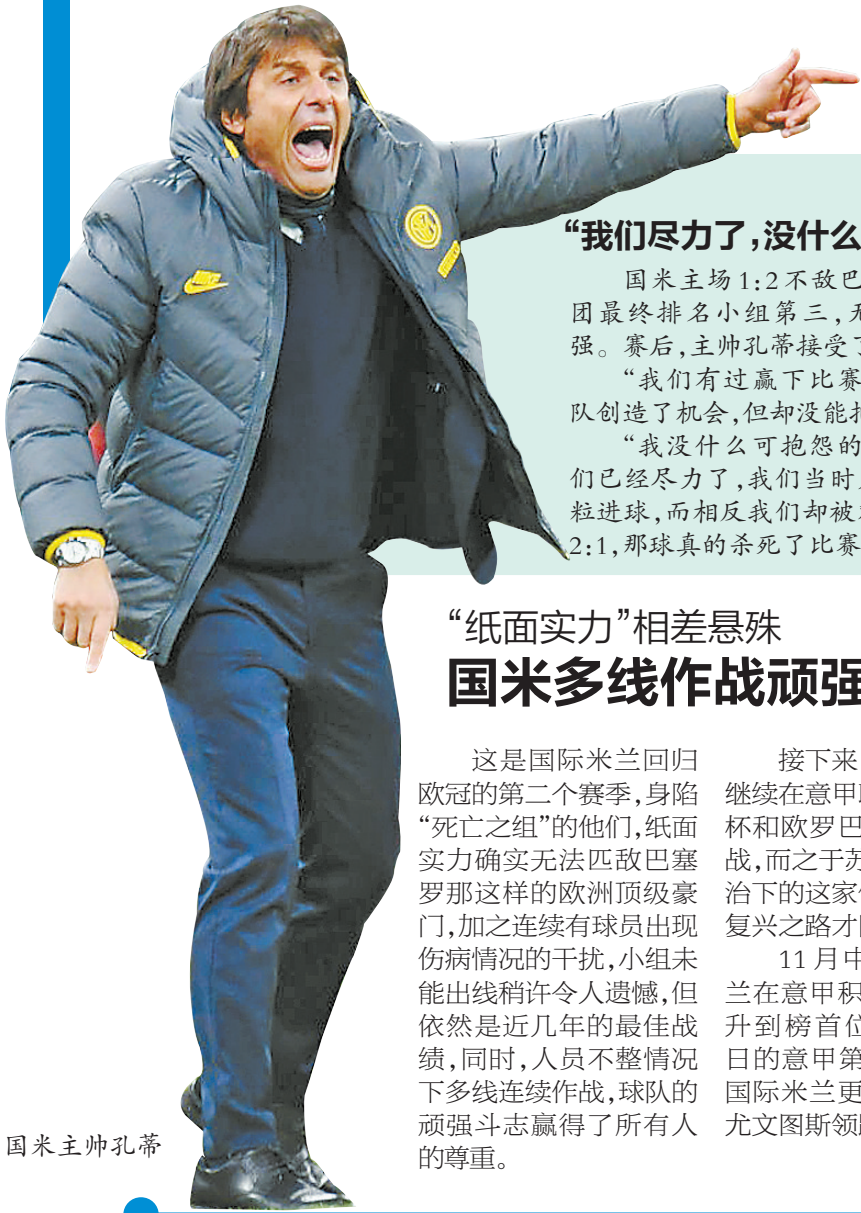 “我们尽力了,没什么
国米主场1:2不敌巴
团最终排名小组第三,无
强。赛后,主帅孔蒂接受了
“我们有过赢下比赛
队创造了机会,但却没能
“我没什么可抱怨的
们已经尽力了,我们当时
粒进球,而相反我们却被
2:1,那球真的杀死了比赛
“纸面实力”相差悬殊
国米多线作战顽强
这是国际米兰回归
欧冠的第二个赛季,身陷
“死亡之组”的他们,纸面
实力确实无法匹敌巴塞
罗那这样的欧洲顶级豪
门,加之连续有球员出现
伤病情况的干扰,小组未
能出线稍许令人遗憾,但
依然是近几年的最佳战
绩,同时,人员不整情况
下多线连续作战,球队的
顽强斗志赢得了所有人
的尊重。
接下来
继续在意甲
杯和欧罗巴
战,而之于苏
治下的这家
复兴之路才
11月中
兰在意甲积
升到榜首位
日的意甲第
国际米兰更
尤文图斯领
国米主帅孔蒂